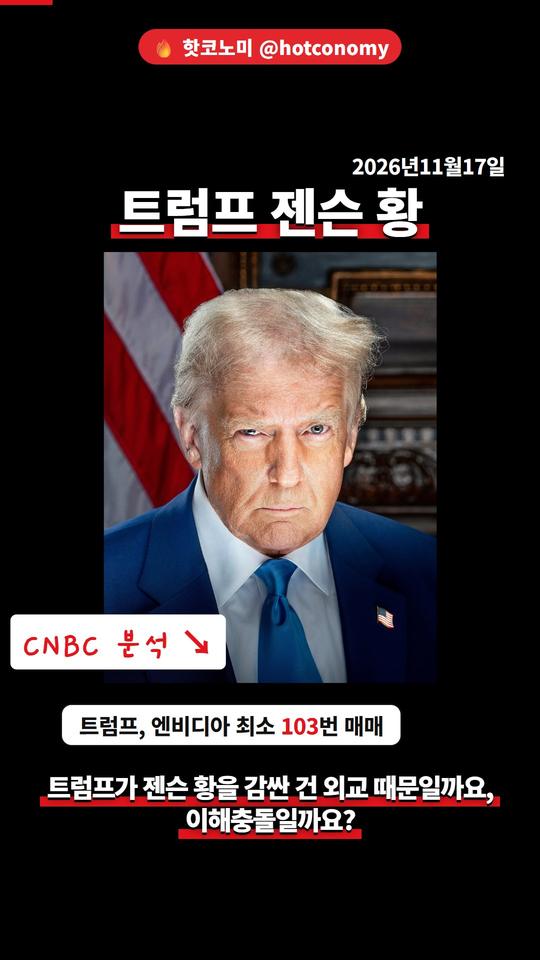 핫코노미 @hotconomy
2026년11월17일
트럼프 젠슨 황
CNBC 분석 ↘
트럼프, 엔비디아 최소 103번 매매
트럼프가 젠슨 황을 감싼 건 외교 때문일까요,
이해충돌일까요?